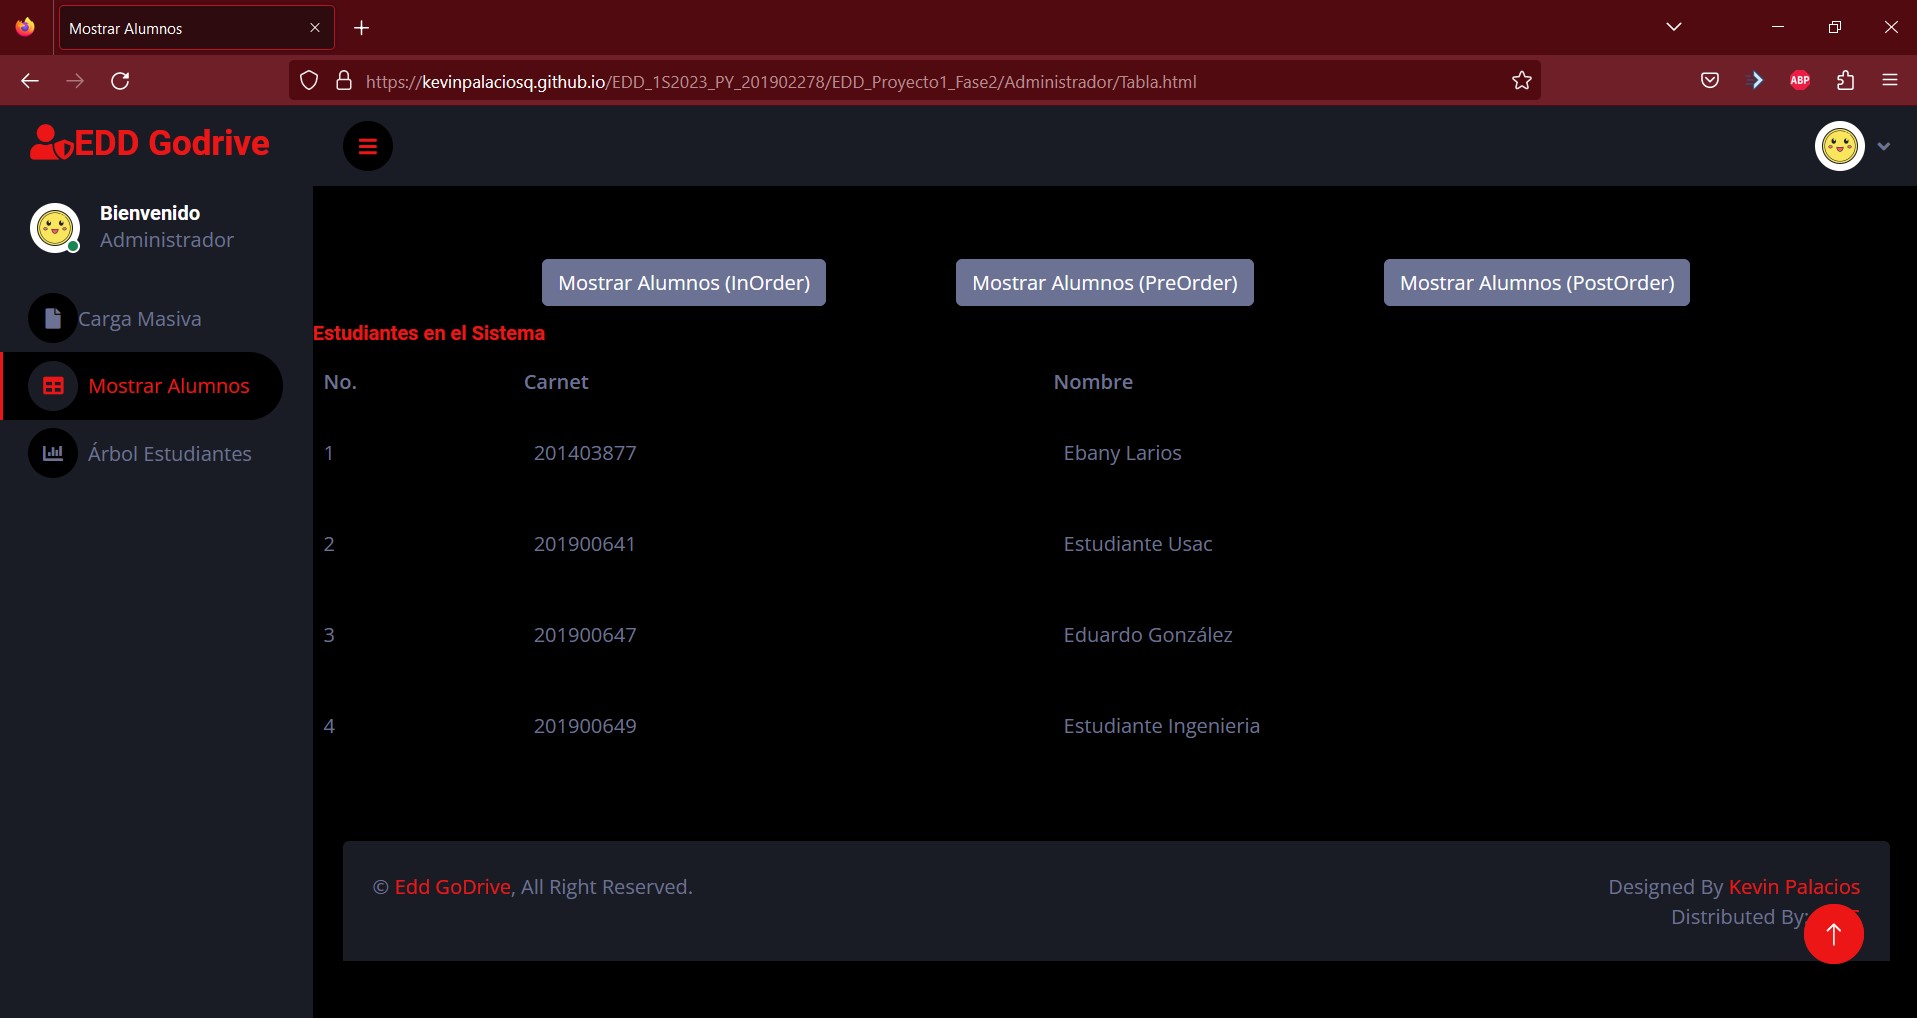 Mostrar Alumnos
https://kevinpalaciosq.github.io/EDD_1S2023_PY_201902278/EDD_Proyecto1_Fase2/Administrador/Tabla.html
ABP
EDD Godrive
Bienvenido
Administrador
Carga Masiva
Mostrar Alumnos
Árbol Estudiantes
Mostrar Alumnos (InOrder) Mostrar Alumnos (PreOrder) Mostrar Alumnos (PostOrder)
Estudiantes en el Sistema
No. Carnet Nombre
1 201403877 Ebany Larios
2 201900641 Estudiante Usac
3 201900647 Eduardo González
4 201900649 Estudiante Ingenieria
© Edd GoDrive, All Right Reserved.
Designed By Kevin Palacios
Distributed By: